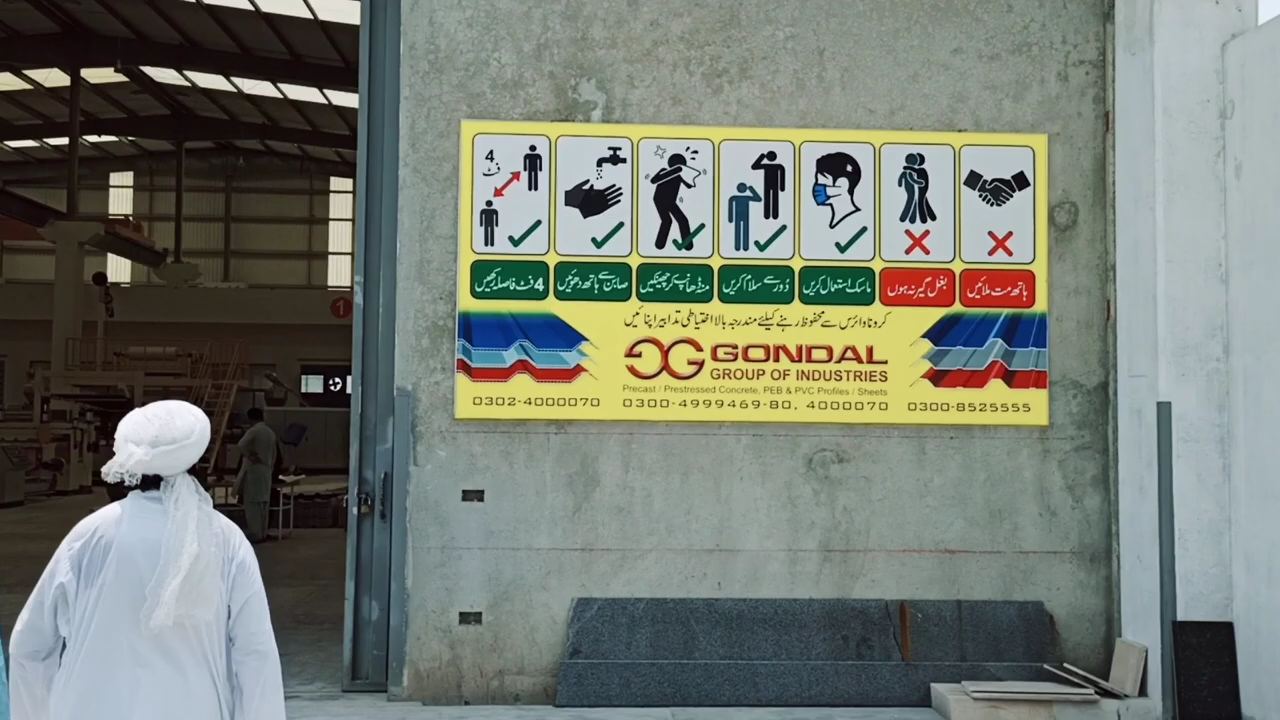 4
فٹ
4 فٹ فاصلہ رکھیں
صابن سے ہاتھ دھوئیں
منہ ڈھانپ کر چھینکیں
دُور سے سلام کریں
ماسک استعمال کریں
بغل گیر نہ ہوں
ہاتھ مت ملائیں
کرونا وائرس سے محفوظ رہنے کیلئے مندرجہ بالا احتیاطی تدابیر اپنائیں
GG GONDAL
GROUP OF INDUSTRIES
Precast / Prestressed Concrete, PEB & PVC Profiles / Sheets
0302-4000070
0300-4999469-80, 4000070
0300-8525555
1